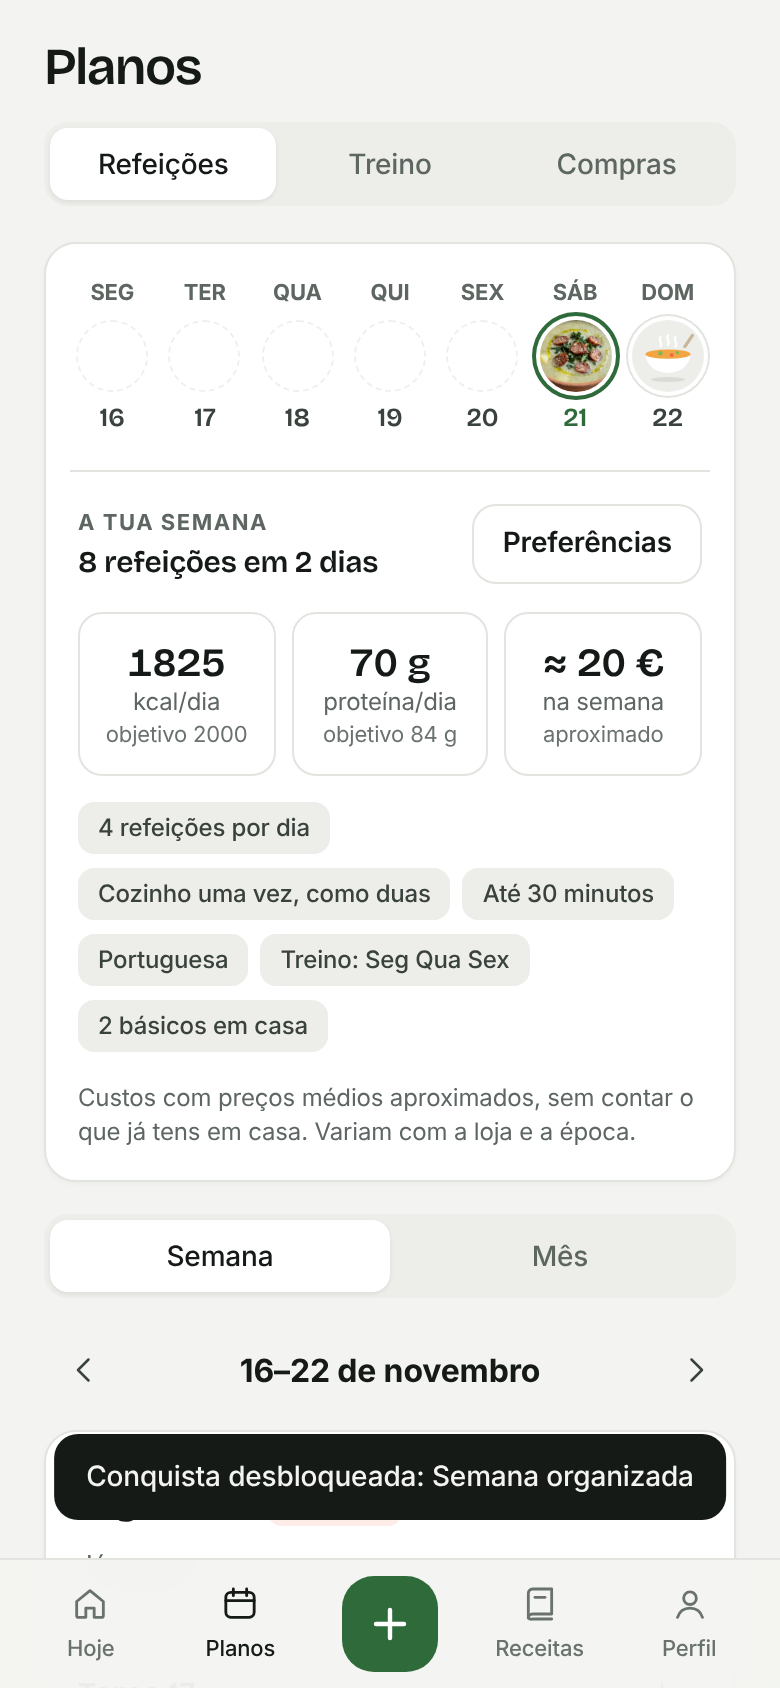 Planos
Refeições Treino Compras
SEG TER QUA QUI SEX SÁB DOM
16 17 18 19 20 21 22
A TUA SEMANA
8 refeições em 2 dias
Preferências
1825 70 g ≈ 20 €
kcal/dia proteína/dia na semana
objetivo 2000 objetivo 84 g aproximado
4 refeições por dia
Cozinho uma vez, como duas Até 30 minutos
Portuguesa Treino: Seg Qua Sex
2 básicos em casa
Custos com preços médios aproximados, sem contar o
que já tens em casa. Variam com a loja e a época.
Semana Mês
16–22 de novembro
Conquista desbloqueada: Semana organizada
Hoje Planos Receitas Perfil